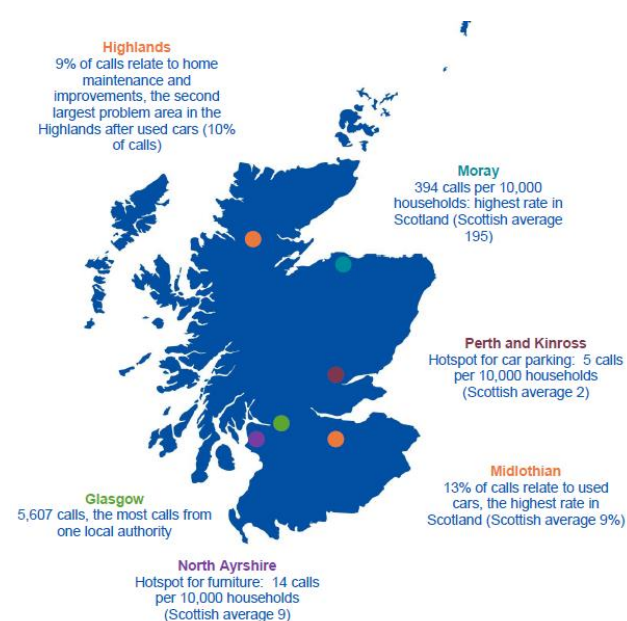 Highlands
9% of calls relate to home
maintenance and
improvements, the second
largest problem area in the
Highlands after used cars (10%
of calls)
Moray
394 calls per 10,000
households: highest rate in
Scotland (Scottish average
195)
Perth and Kinross
Hotspot for car parking: 5 calls
per 10,000 households
(Scottish average 2)
Midlothian
13% of calls relate to used
cars, the highest rate in
Scotland (Scottish average 9%)
Glasgow
5,607 calls, the most calls from
one local authority
North Ayrshire
Hotspot for furniture: 14 calls
per 10,000 households
(Scottish average 9)